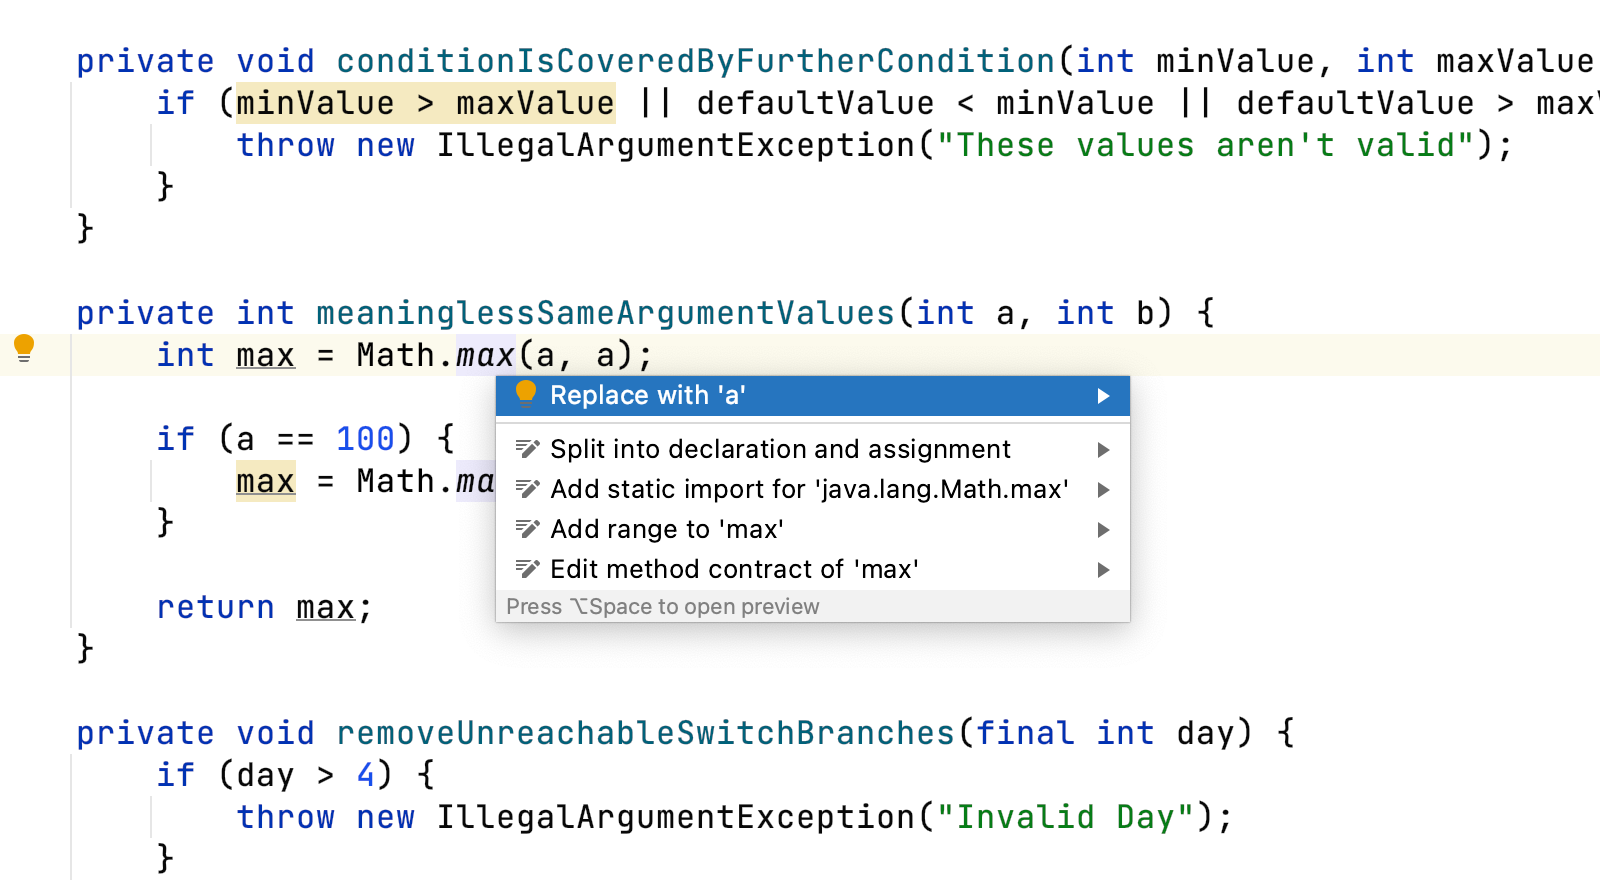 private void conditionIsCoveredByFurtherCondition(int minValue, int maxValue
if (minValue > maxValue || defaultValue < minValue || defaultValue >
throw new IllegalArgumentException("These values aren't valid");
}
}
private int meaninglessSameArgumentValues(int a, int b) {
int max = Math.max(a, a);
Replace with 'a'
if (a == 100) {
Split into declaration and assignment
max = Math.
Add static import for 'java.lang.Math.max'
}
Add range to 'max'
Edit method contract of 'max'
return max;
Press ⌥Space to open preview
}
private void removeUnreachableSwitchBranches(final int day) {
if (day > 4) {
throw new IllegalArgumentException("Invalid Day");
}